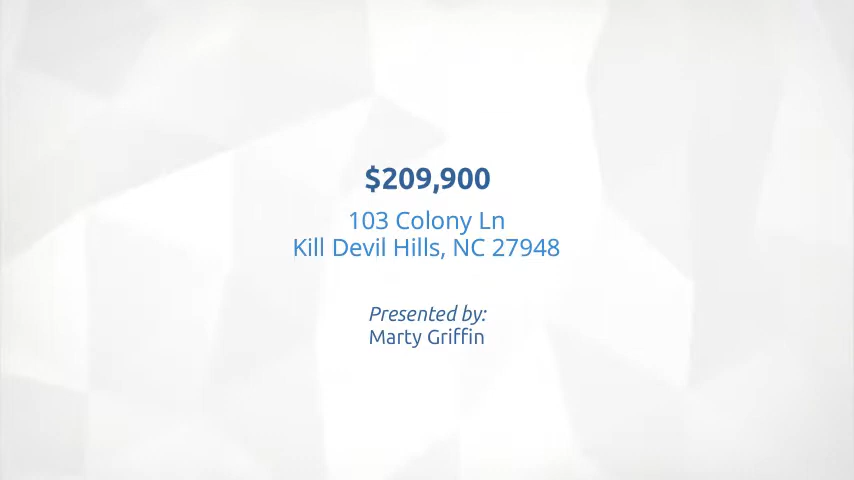 $209,900
103 Colony Ln
Kill Devil Hills, NC 27948
Presented by:
Marty Griffin